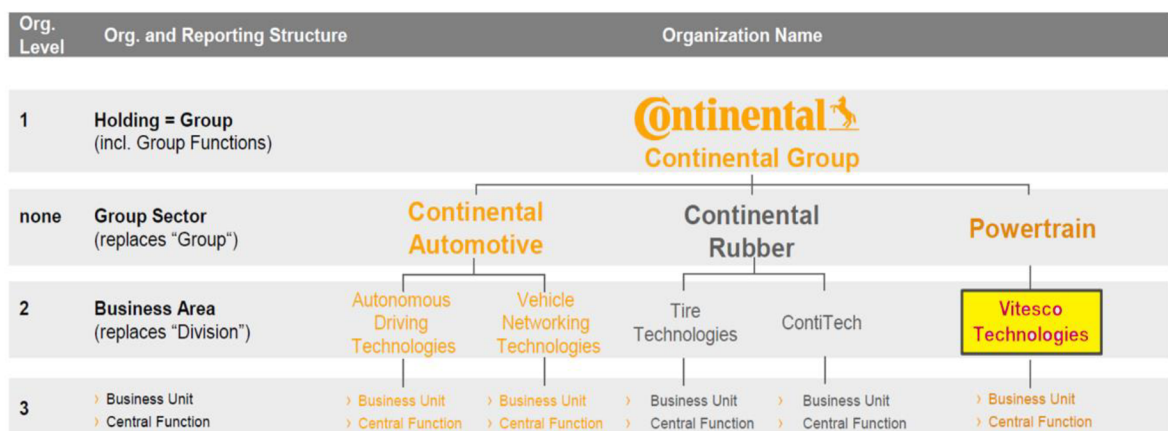 Org. Level
Org. and Reporting Structure
Organization Name
1
Holding = Group
(incl. Group Functions)
Continental
Continental Group
none
Group Sector
(replaces "Group")
Continental
Automotive
Continental
Rubber
Powertrain
2
Business Area
(replaces "Division")
Autonomous
Driving
Technologies
Vehicle
Networking
Technologies
Tire
Technologies
ContiTech
Vitesco
Technologies
3
› Business Unit
› Central Function
› Business Unit
› Central Function
› Business Unit
› Central Function
› Business Unit
› Central Function
› Business Unit
› Central Function
› Business Unit
› Central Function